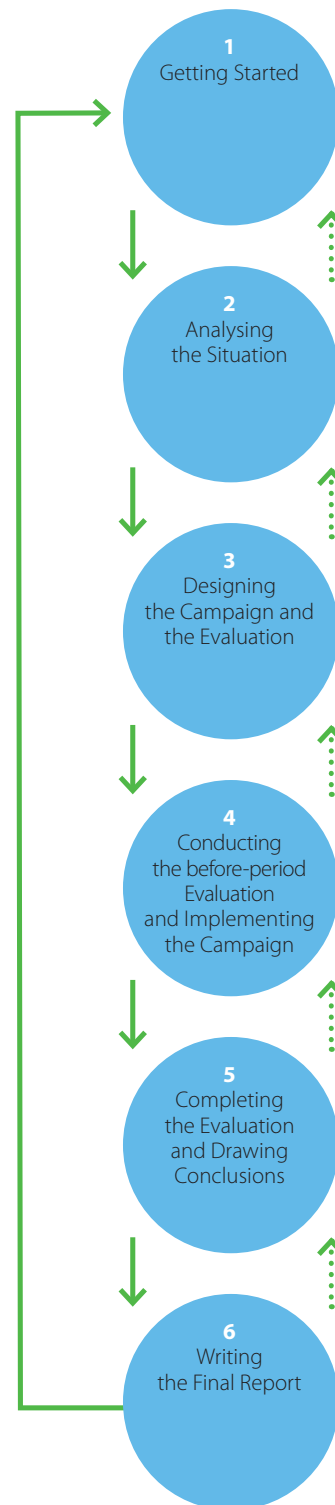 1
Getting Started
2
Analysing
the Situation
3
Designing
the Campaign and
the Evaluation
4
Conducting
the before-period
Evaluation
and Implementing
the Campaign
5
Completing
the Evaluation
and Drawing
Conclusions
6
Writing
the Final Report